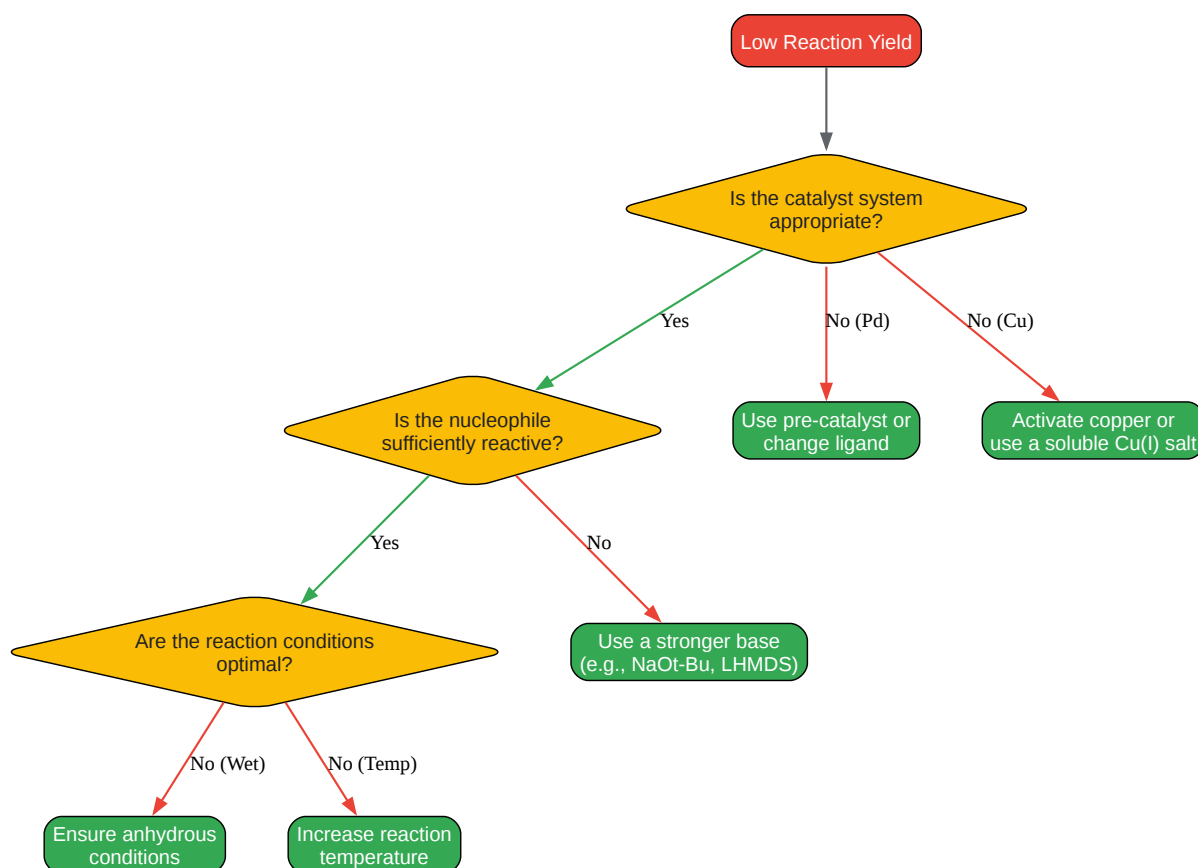 Low Reaction Yield
Is the catalyst system
appropriate?
Yes
No (Pd)
No (Cu)
Is the nucleophile
sufficiently reactive?
Use pre-catalyst or
change ligand
Activate copper or
use a soluble Cu(I) salt
Yes
No
Are the reaction conditions
optimal?
Use a stronger base
(e.g., NaOt-Bu, LHMDS)
No (Wet)
No (Temp)
Ensure anhydrous
conditions
Increase reaction
temperature